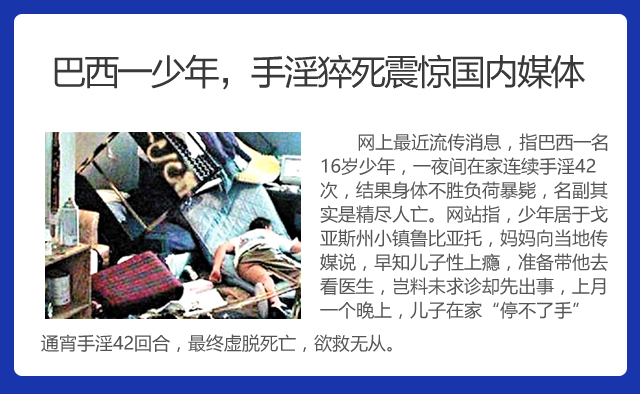 巴西一少年，手淫猝死震惊国内媒体
网上最近流传消息，指巴西一名
16岁少年，一夜间在家连续手淫42
次，结果身体不胜负荷暴毙，名副其
实是精尽人亡。网站指，少年居于戈
亚斯州小镇鲁比亚托，妈妈向当地传
媒说，早知儿子性上瘾，准备带他去
看医生，岂料未求诊却先出事，上月
一个晚上，儿子在家“停不了手”
通宵手淫42回合，最终虚脱死亡，欲救无从。